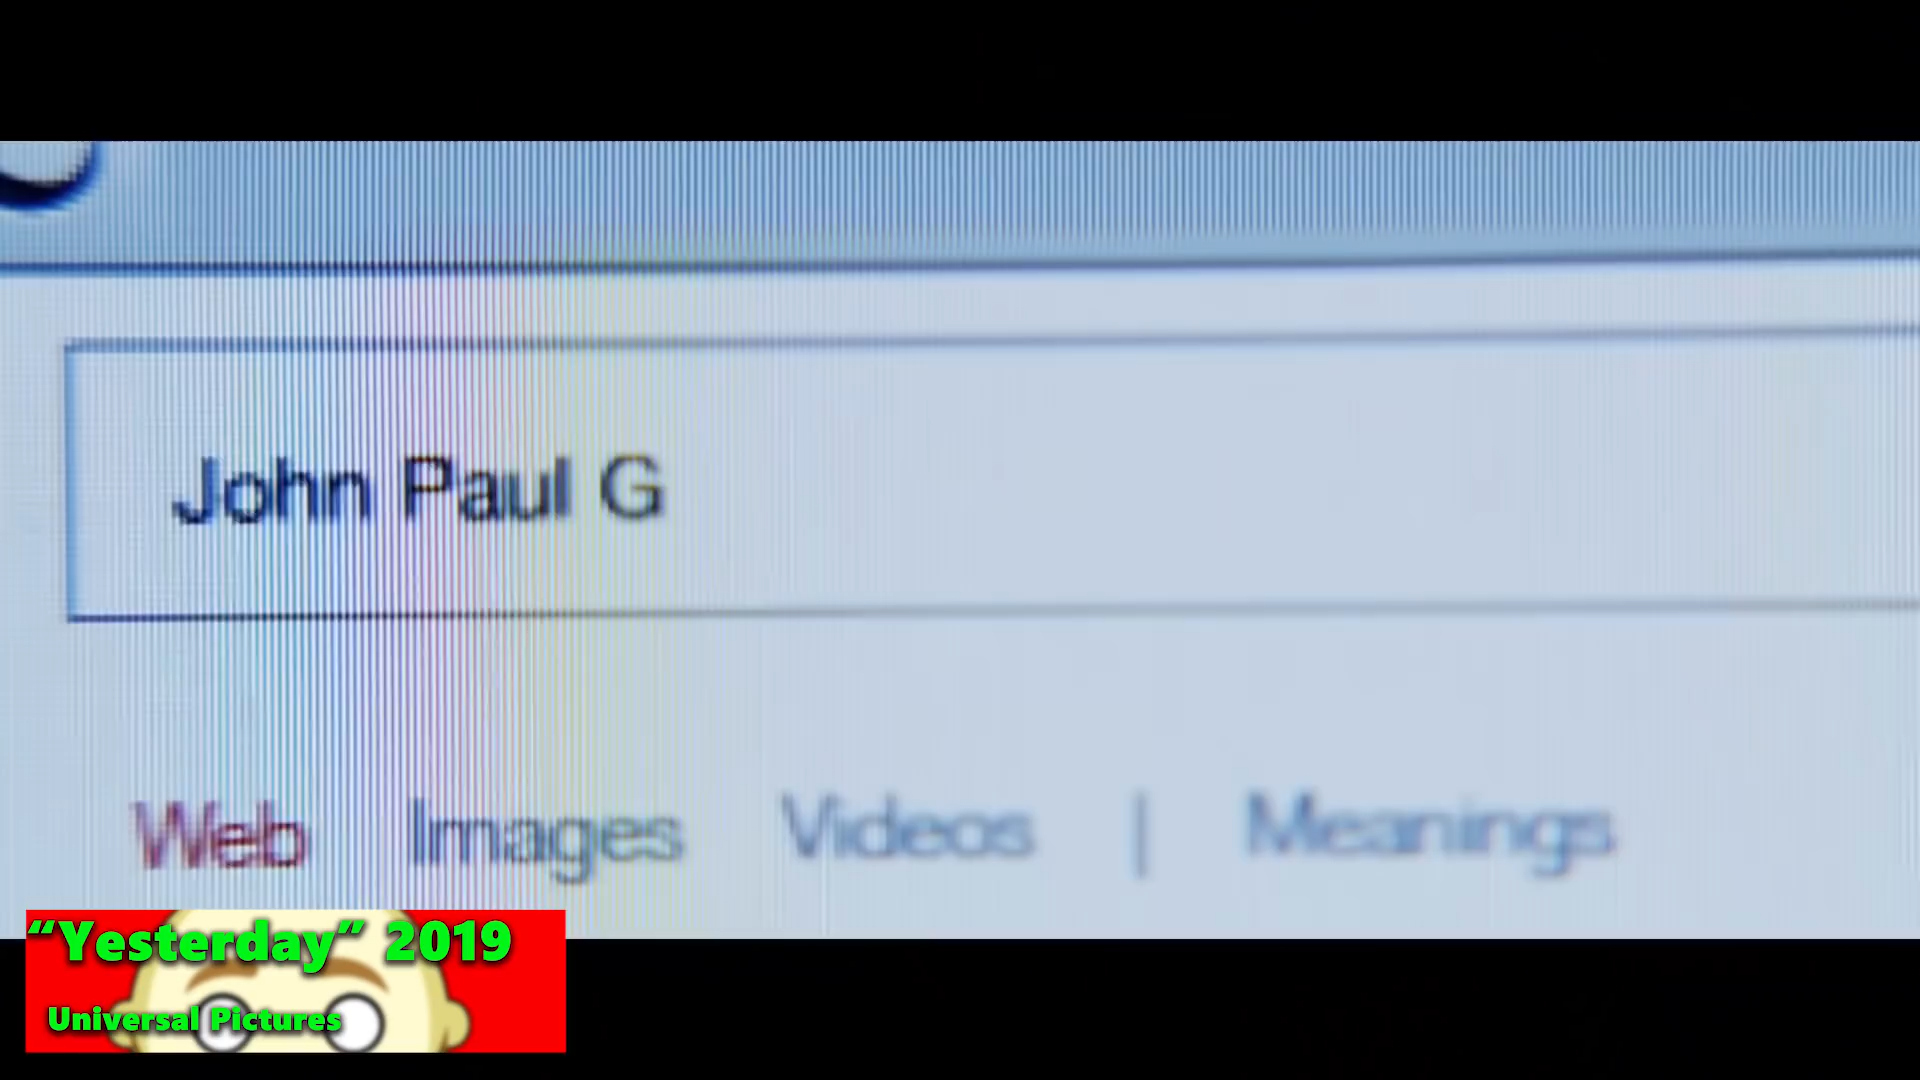 John Paul G
Web Images Videos | Meanings
“Yesterday” 2019
Universal Pictures